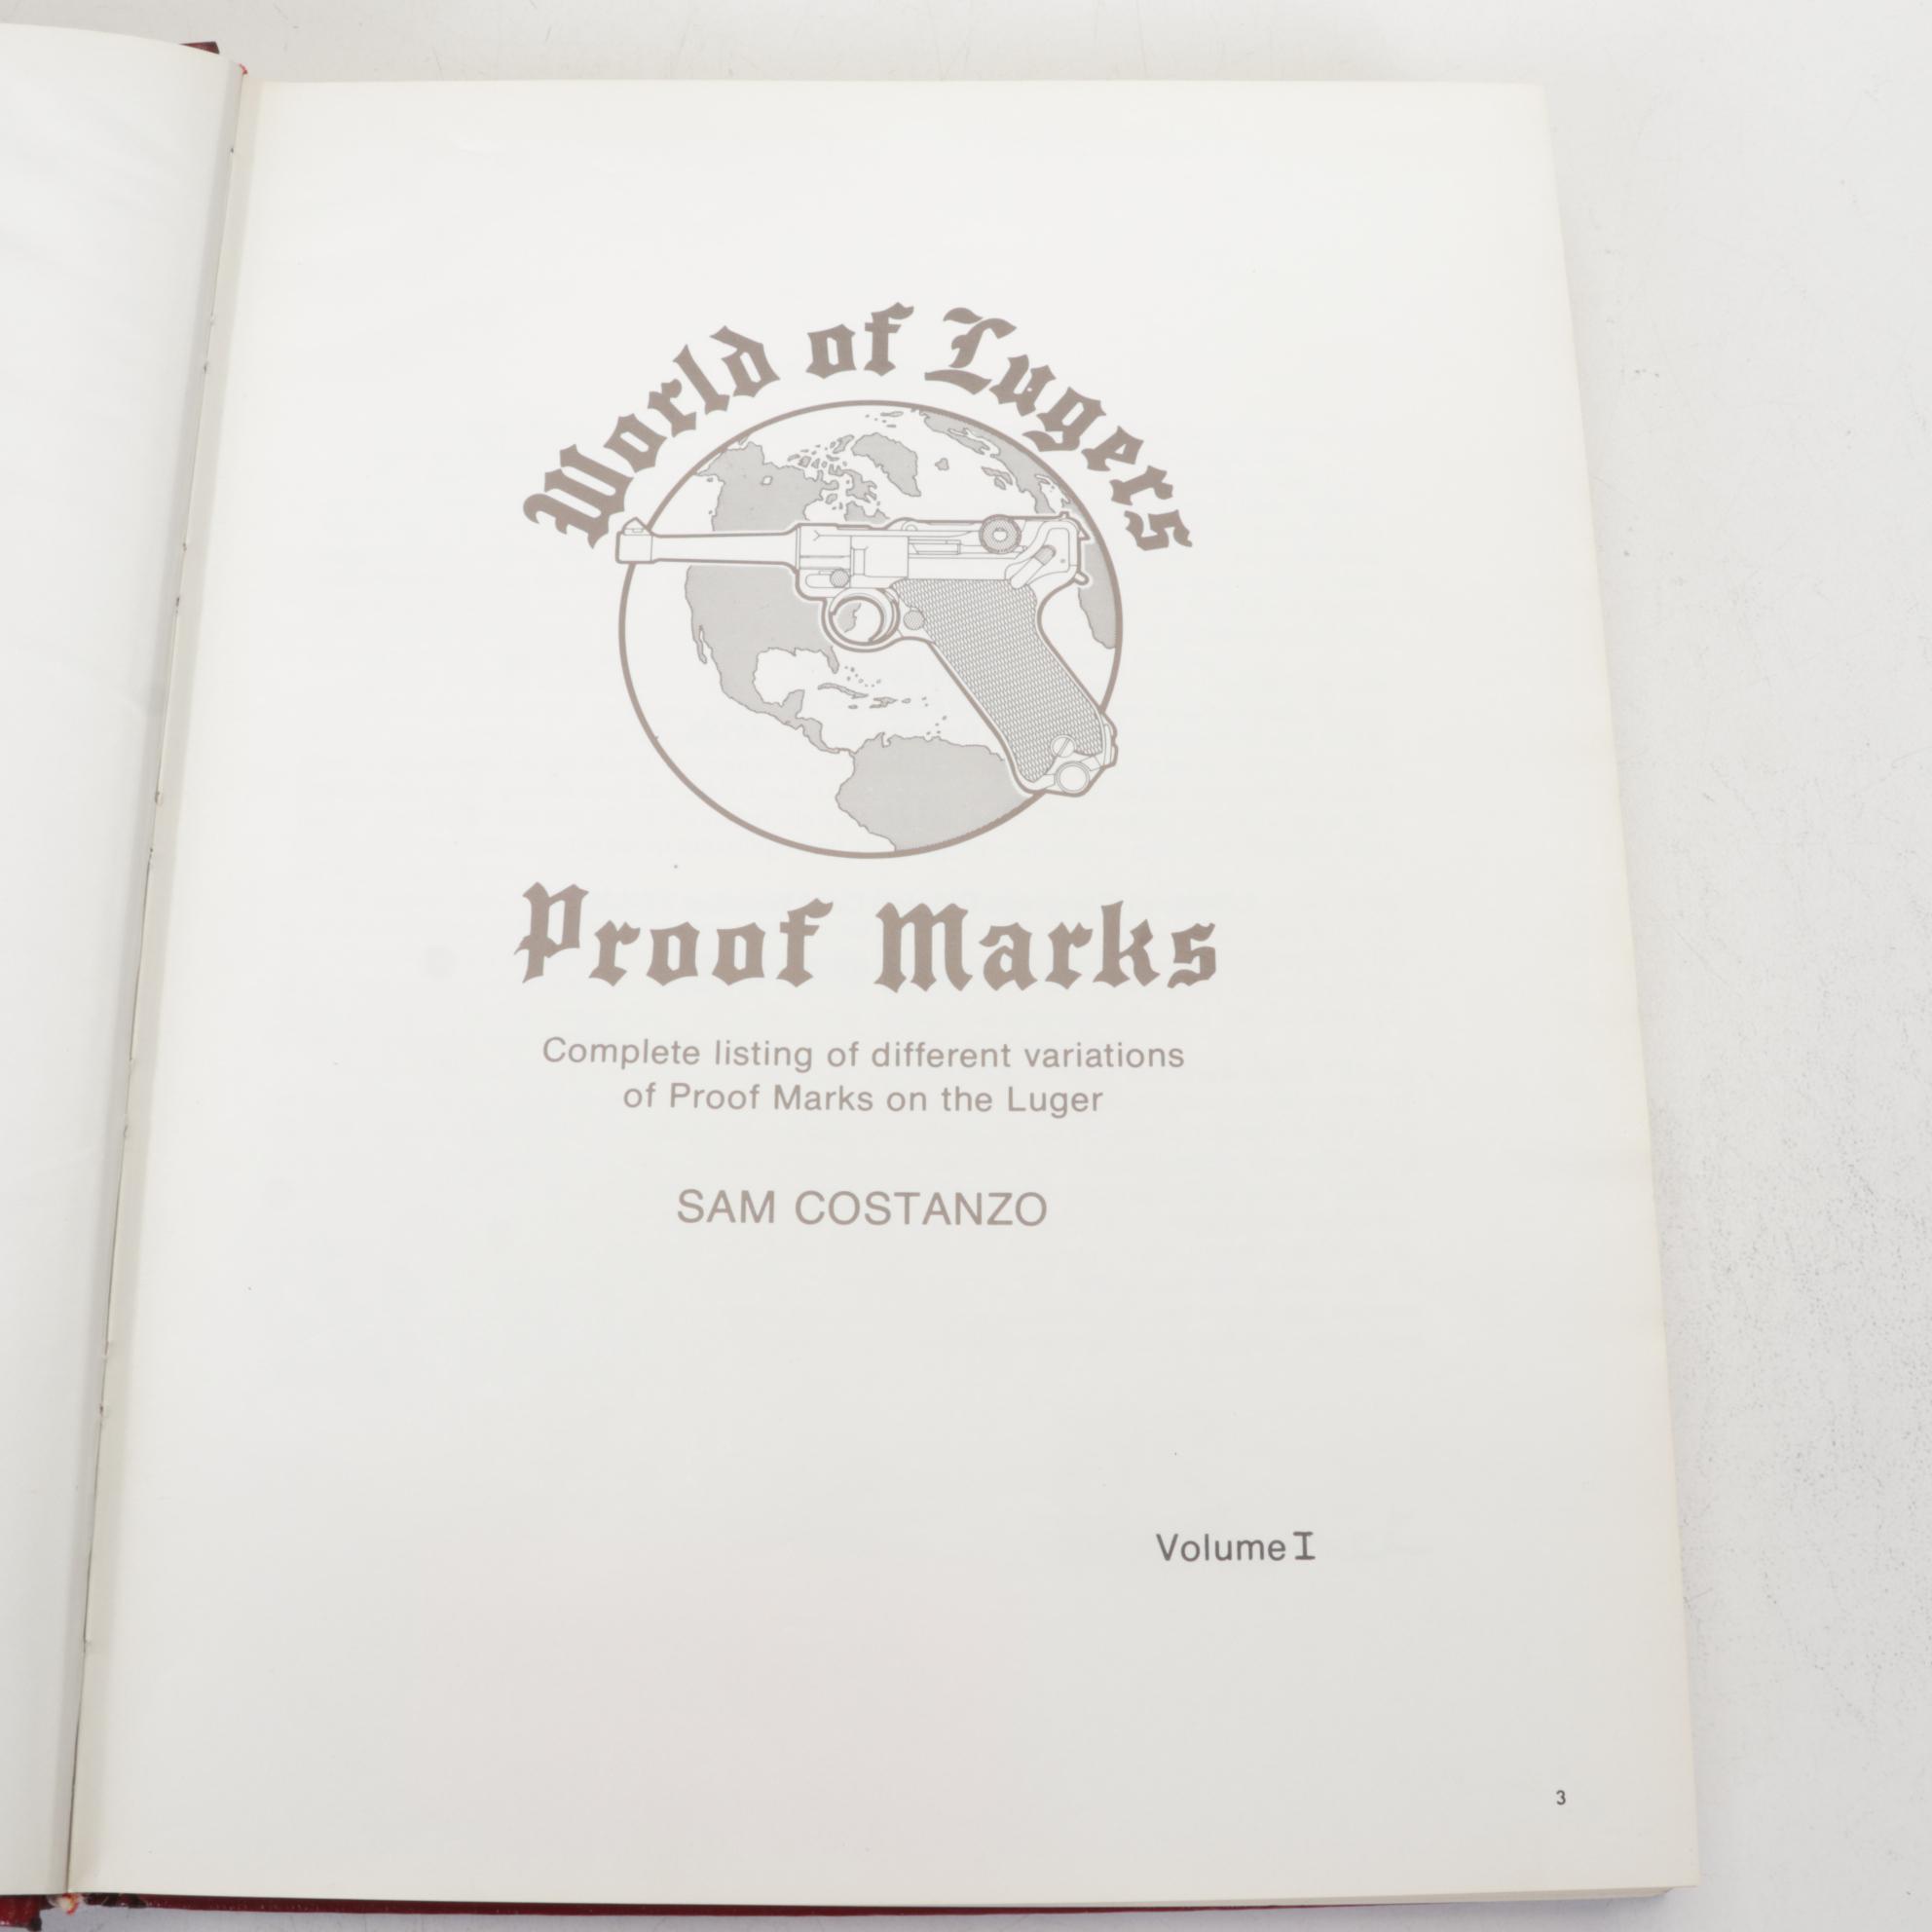 World of Lugers
Proof Marks
Complete listing of different variations
of Proof Marks on the Luger
SAM COSTANZO
Volume I
3